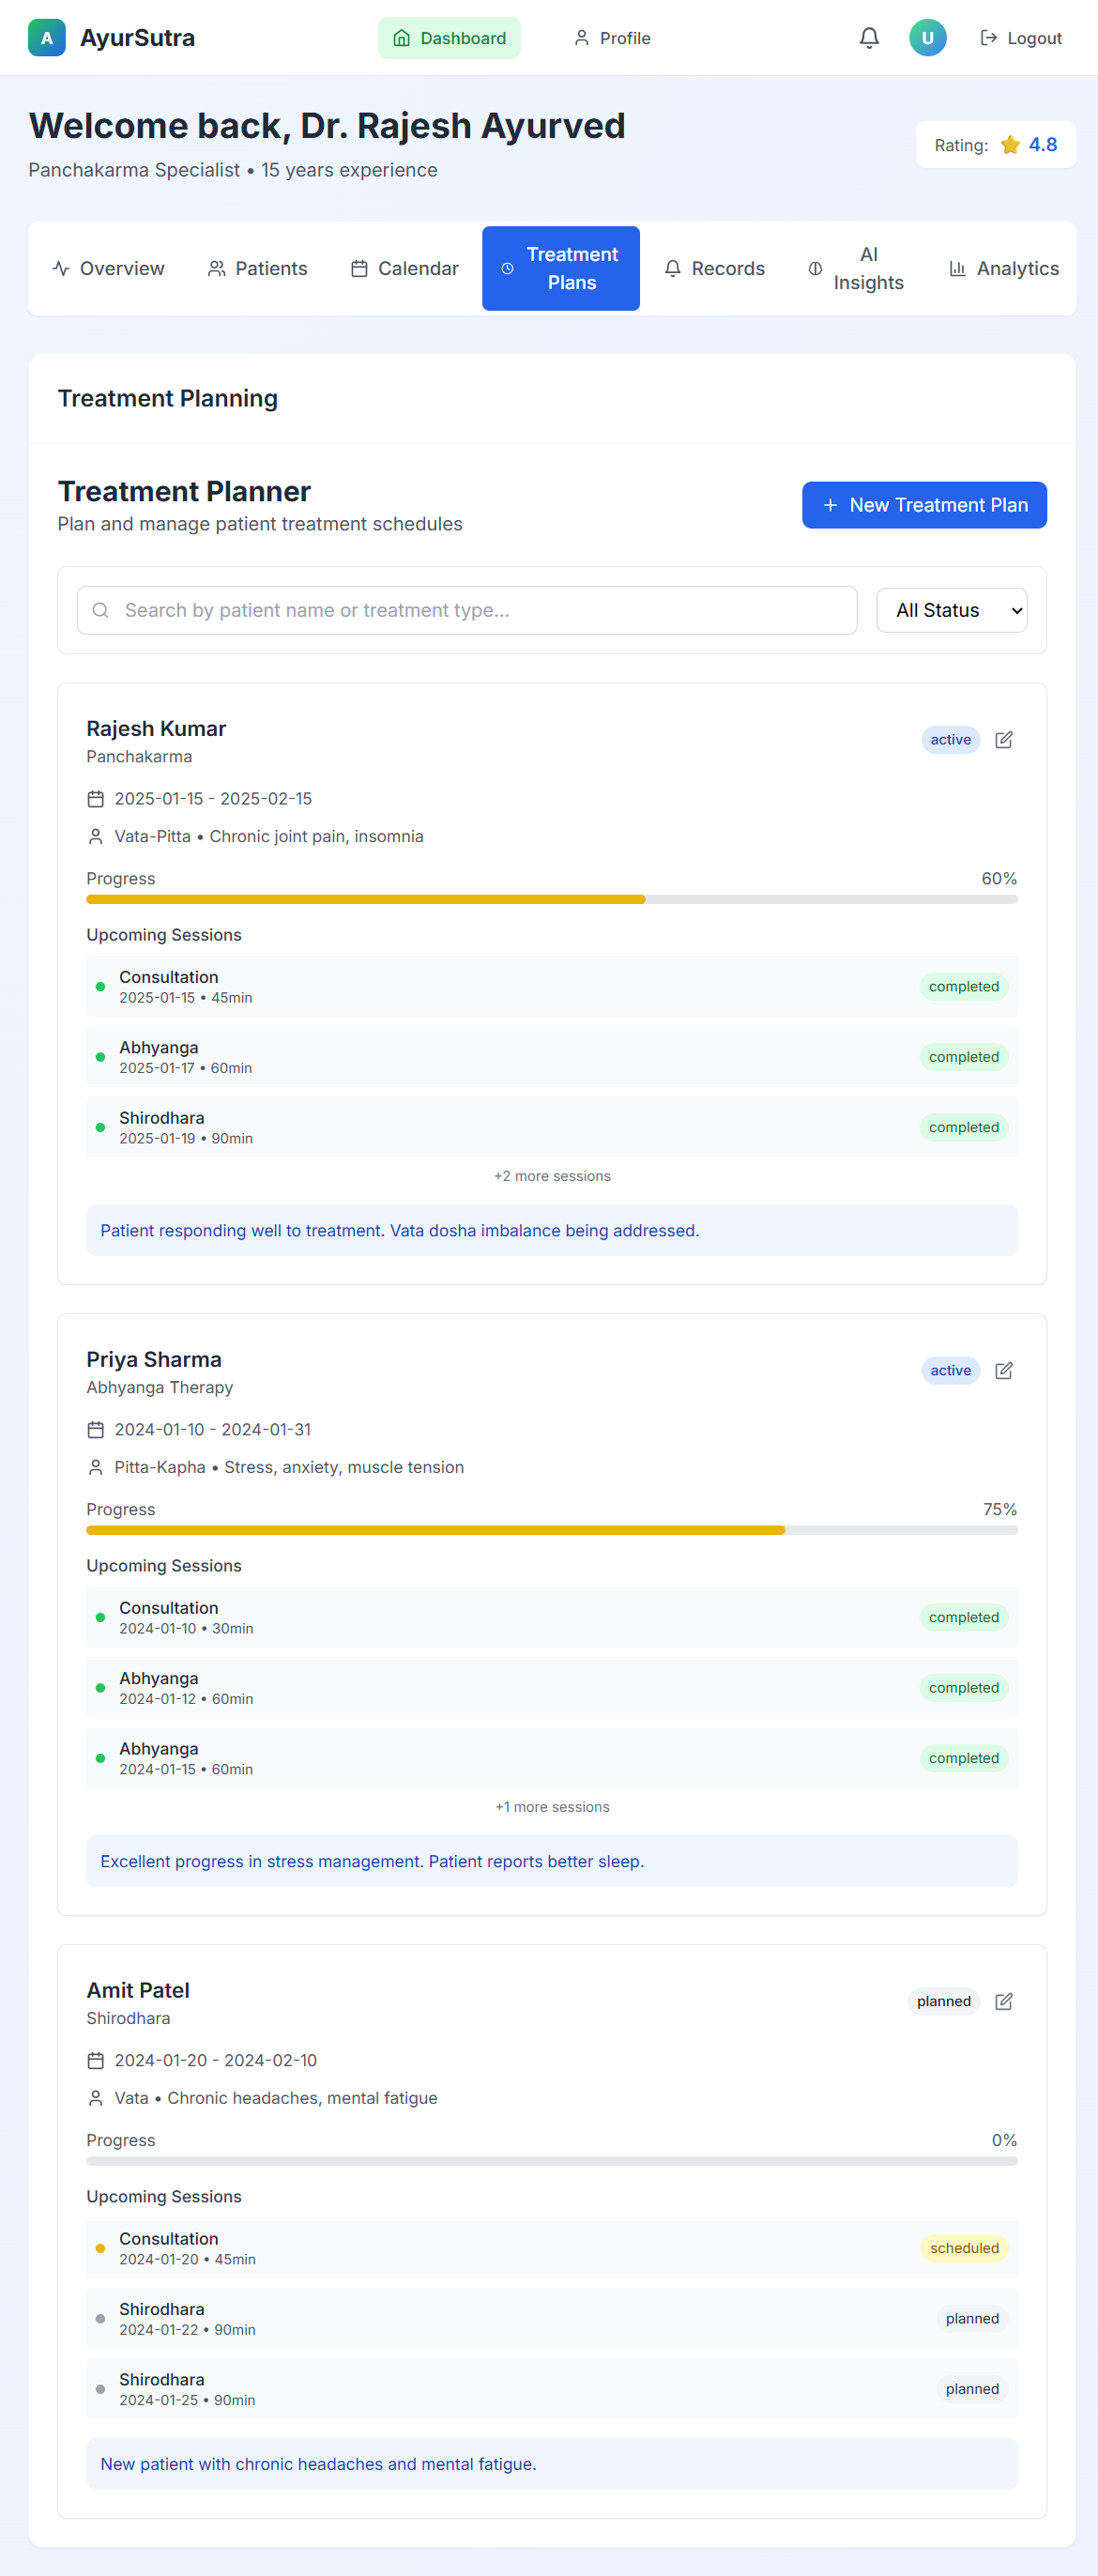 A AyurSutra Dashboard Profile U Logout
Welcome back, Dr. Rajesh Ayurved
Panchakarma Specialist • 15 years experience
Rating: ⭐ 4.8
Overview
Patients
Calendar
Treatment
Plans
Records
AI
Insights
Analytics
Treatment Planning
Treatment Planner
Plan and manage patient treatment schedules
+ New Treatment Plan
Search by patient name or treatment type...
All Status
Rajesh Kumar
Panchakarma
active
2025-01-15 - 2025-02-15
Vata-Pitta • Chronic joint pain, insomnia
Progress 60%
Upcoming Sessions
Consultation
2025-01-15 • 45min
completed
Abhyanga
2025-01-17 • 60min
completed
Shirodhara
2025-01-19 • 90min
completed
+2 more sessions
Patient responding well to treatment. Vata dosha imbalance being addressed.
Priya Sharma
Abhyanga Therapy
active
2024-01-10 - 2024-01-31
Pitta-Kapha • Stress, anxiety, muscle tension
Progress 75%
Upcoming Sessions
Consultation
2024-01-10 • 30min
completed
Abhyanga
2024-01-12 • 60min
completed
Abhyanga
2024-01-15 • 60min
completed
+1 more sessions
Excellent progress in stress management. Patient reports better sleep.
Amit Patel
Shirodhara
planned
2024-01-20 - 2024-02-10
Vata • Chronic headaches, mental fatigue
Progress 0%
Upcoming Sessions
Consultation
2024-01-20 • 45min
scheduled
Shirodhara
2024-01-22 • 90min
planned
Shirodhara
2024-01-25 • 90min
planned
New patient with chronic headaches and mental fatigue.